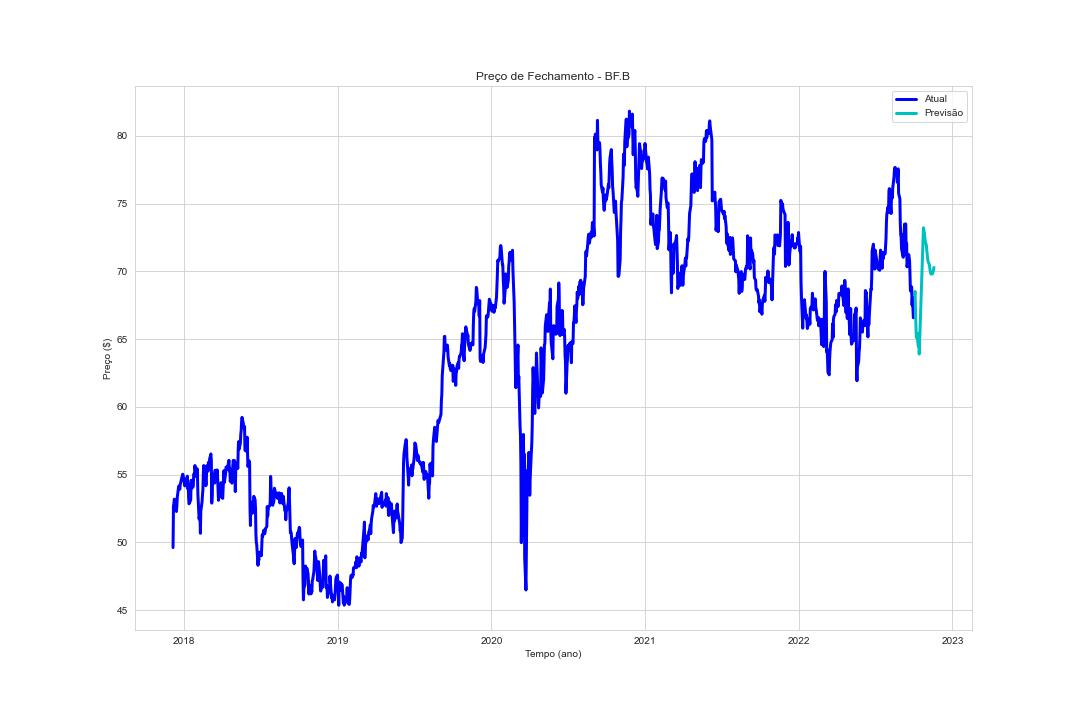 Preço de Fechamento - BF.B
Atual
Previsão
Preço ($)
80
75
70
65
60
55
50
45
2018 2019 2020 2021 2022 2023
Tempo (ano)